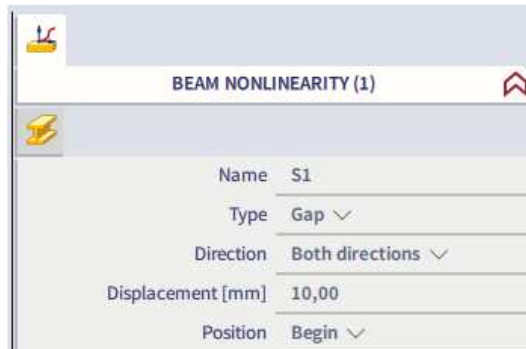 BEAM NONLINEARITY (1)
Name S1
Type Gap
Direction Both directions
Displacement [mm] 10,00
Position Begin